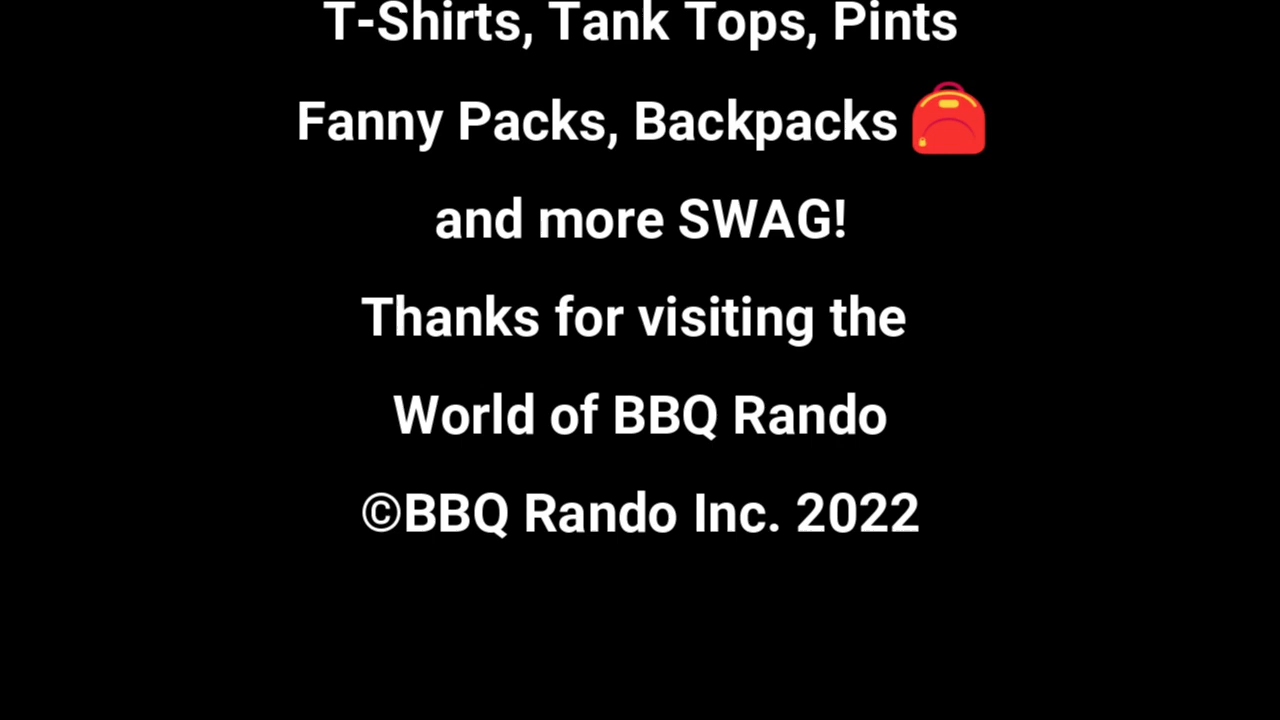 T-Shirts, Tank Tops, Pints
Fanny Packs, Backpacks 🎒
and more SWAG!
Thanks for visiting the
World of BBQ Rando
©BBQ Rando Inc. 2022